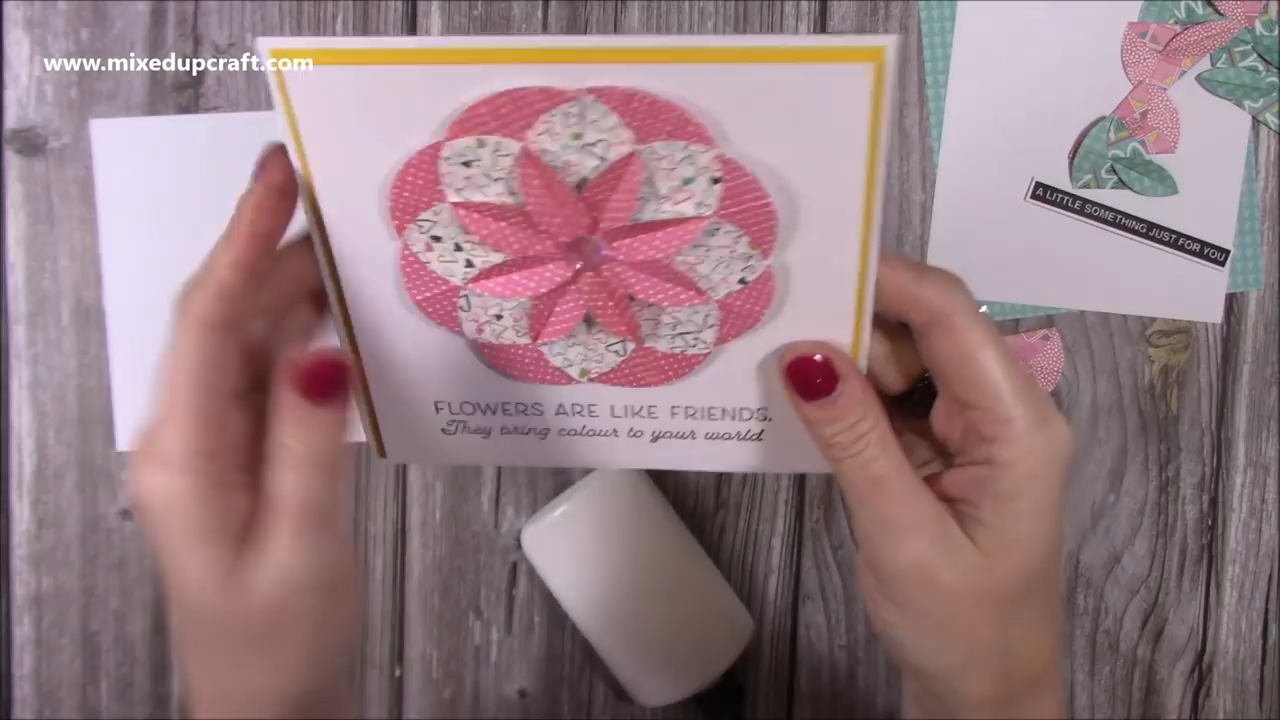 www.mixedupcraft.com
FLOWERS ARE LIKE FRIENDS,
They bring colour to your world
A LITTLE SOMETHING JUST FOR YOU